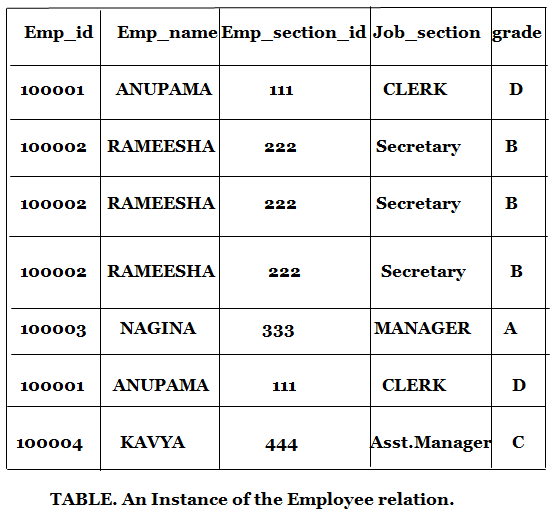 Emp_id Emp_name Emp_section_id Job_section grade
100001 ANUPAMA 111 CLERK D
100002 RAMEESHA 222 Secretary B
100002 RAMEESHA 222 Secretary B
100002 RAMEESHA 222 Secretary B
100003 NAGINA 333 MANAGER A
100001 ANUPAMA 111 CLERK D
100004 KAVYA 444 Asst.Manager C
TABLE. An Instance of the Employee relation.